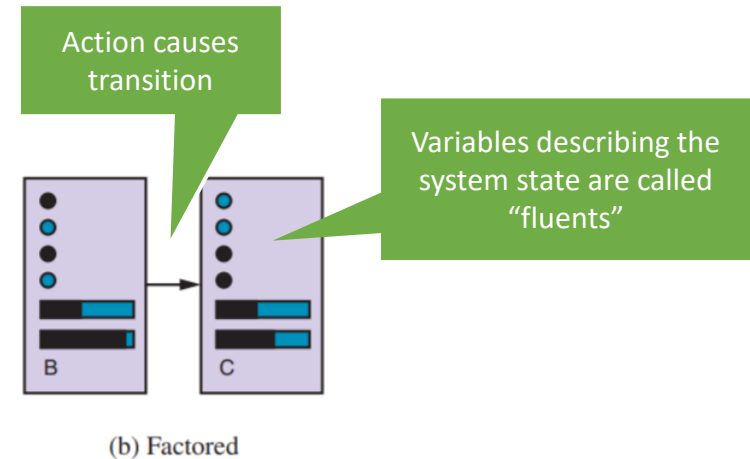 Action causes
transition
Variables describing the
system state are called
“fluents”
B
C
(b) Factored